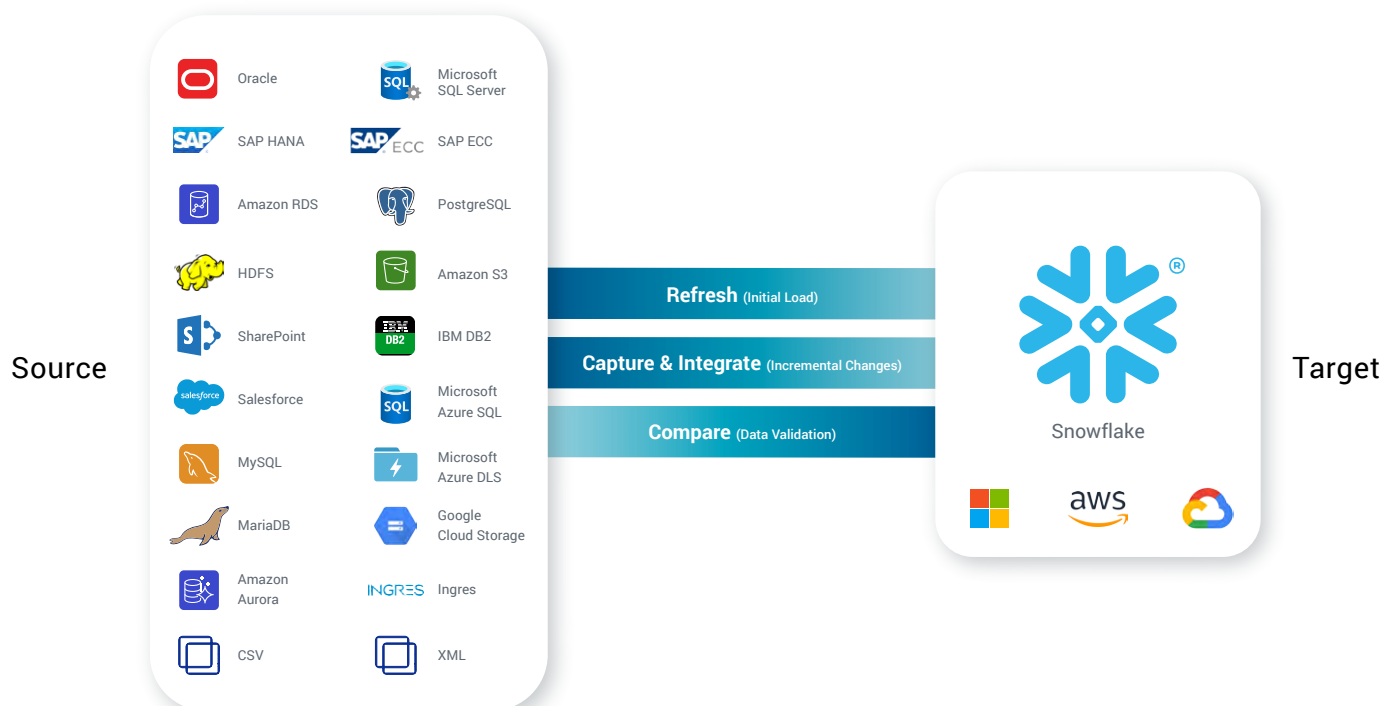 Source
Oracle
SQL
Microsoft
SQL Server
SAP
SAP HANA
SAP ECC
SAP ECC
Amazon RDS
PostgreSQL
HDFS
Amazon S3
S
SharePoint
IBM
DB2
IBM DB2
salesforce
Salesforce
SQL
Microsoft
Azure SQL
MySQL
Microsoft
Azure DLS
MariaDB
Google
Cloud Storage
Amazon
Aurora
INGRES
Ingres
CSV
XML
Refresh (Initial Load)
Capture & Integrate (Incremental Changes)
Compare (Data Validation)
®
Snowflake
aws
Target